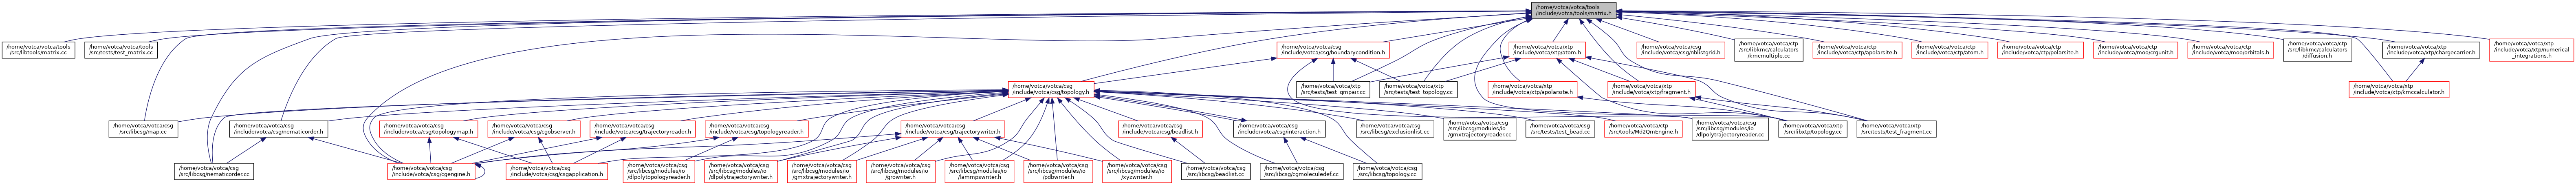 /home/votca/votca/tools
/include/votca/tools/matrix.h
/home/votca/votca/tools
/src/libtools/matrix.cc
/home/votca/votca/tools
/src/tests/test_matrix.cc
/home/votca/votca/csg
/include/votca/csg/boundarycondition.h
/home/votca/votca/xtp
/include/votca/xtp/atom.h
/home/votca/votca/csg
/include/votca/csg/nblistgrid.h
/home/votca/votca/ctp
/src/libkmc/calculators
/kmcmultiple.cc
/home/votca/votca/ctp
/include/votca/ctp/apolarsite.h
/home/votca/votca/ctp
/include/votca/ctp/atom.h
/home/votca/votca/ctp
/include/votca/ctp/polarsite.h
/home/votca/votca/ctp
/include/votca/moo/crgunit.h
/home/votca/votca/ctp
/include/votca/moo/orbitals.h
/home/votca/votca/ctp
/src/libkmc/calculators
/diffusion.h
/home/votca/votca/xtp
/include/votca/xtp/chargecarrier.h
/home/votca/votca/xtp
/include/votca/xtp/numerical
_integrations.h
/home/votca/votca/csg
/include/votca/csg/topology.h
/home/votca/votca/xtp
/src/tests/test_qmpair.cc
/home/votca/votca/xtp
/src/tests/test_topology.cc
/home/votca/votca/xtp
/include/votca/xtp/apolarsite.h
/home/votca/votca/xtp
/include/votca/xtp/fragment.h
/home/votca/votca/xtp
/include/votca/xtp/kmccalculator.h
/home/votca/votca/csg
/src/libcsg/map.cc
/home/votca/votca/csg
/include/votca/csg/nematicorder.h
/home/votca/votca/csg
/include/votca/csg/topologymap.h
/home/votca/votca/csg
/include/votca/csg/cgobserver.h
/home/votca/votca/csg
/include/votca/csg/trajectoryreader.h
/home/votca/votca/csg
/include/votca/csg/topologyreader.h
/home/votca/votca/csg
/include/votca/csg/trajectorywriter.h
/home/votca/votca/csg
/include/votca/csg/beadlist.h
/home/votca/votca/csg
/include/votca/csg/interaction.h
/home/votca/votca/csg
/src/libcsg/exclusionlist.cc
/home/votca/votca/csg
/src/libcsg/modules/io
/gmxtrajectoryreader.cc
/home/votca/votca/csg
/src/tests/test_bead.cc
/home/votca/votca/ctp
/src/tools/Md2QmEngine.h
/home/votca/votca/csg
/src/libcsg/modules/io
/dlpolytrajectoryreader.cc
/home/votca/votca/xtp
/src/libxtp/topology.cc
/home/votca/votca/xtp
/src/tests/test_fragment.cc
/home/votca/votca/csg
/src/libcsg/nematicorder.cc
/home/votca/votca/csg
/include/votca/csg/cgengine.h
/home/votca/votca/csg
/include/votca/csg/csgapplication.h
/home/votca/votca/csg
/src/libcsg/modules/io
/dlpolytopologyreader.h
/home/votca/votca/csg
/src/libcsg/modules/io
/dlpolytrajectorywriter.h
/home/votca/votca/csg
/src/libcsg/modules/io
/gmxtrajectorywriter.h
/home/votca/votca/csg
/src/libcsg/modules/io
/growriter.h
/home/votca/votca/csg
/src/libcsg/modules/io
/lammpswriter.h
/home/votca/votca/csg
/src/libcsg/modules/io
/pdbwriter.h
/home/votca/votca/csg
/src/libcsg/modules/io
/xyzwriter.h
/home/votca/votca/csg
/src/libcsg/beadlist.cc
/home/votca/votca/csg
/src/libcsg/cgmoleculedef.cc
/home/votca/votca/csg
/src/libcsg/topology.cc